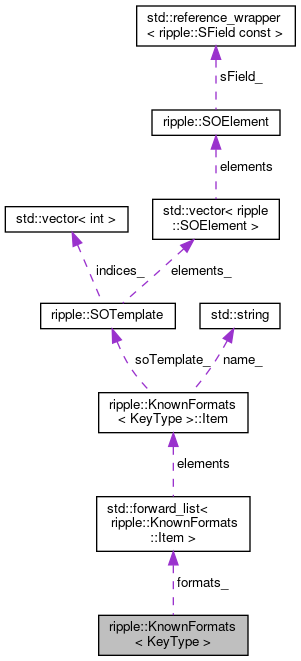 std::reference_wrapper
< ripple::SField const >
sField_
ripple::SOElement
elements
std::vector< int >
std::vector< ripple
::SOElement >
indices_
elements_
ripple::SOTemplate
std::string
soTemplate_
name_
ripple::KnownFormats
< KeyType >::Item
elements
std::forward_list<
ripple::KnownFormats
::Item >
formats_
ripple::KnownFormats
< KeyType >